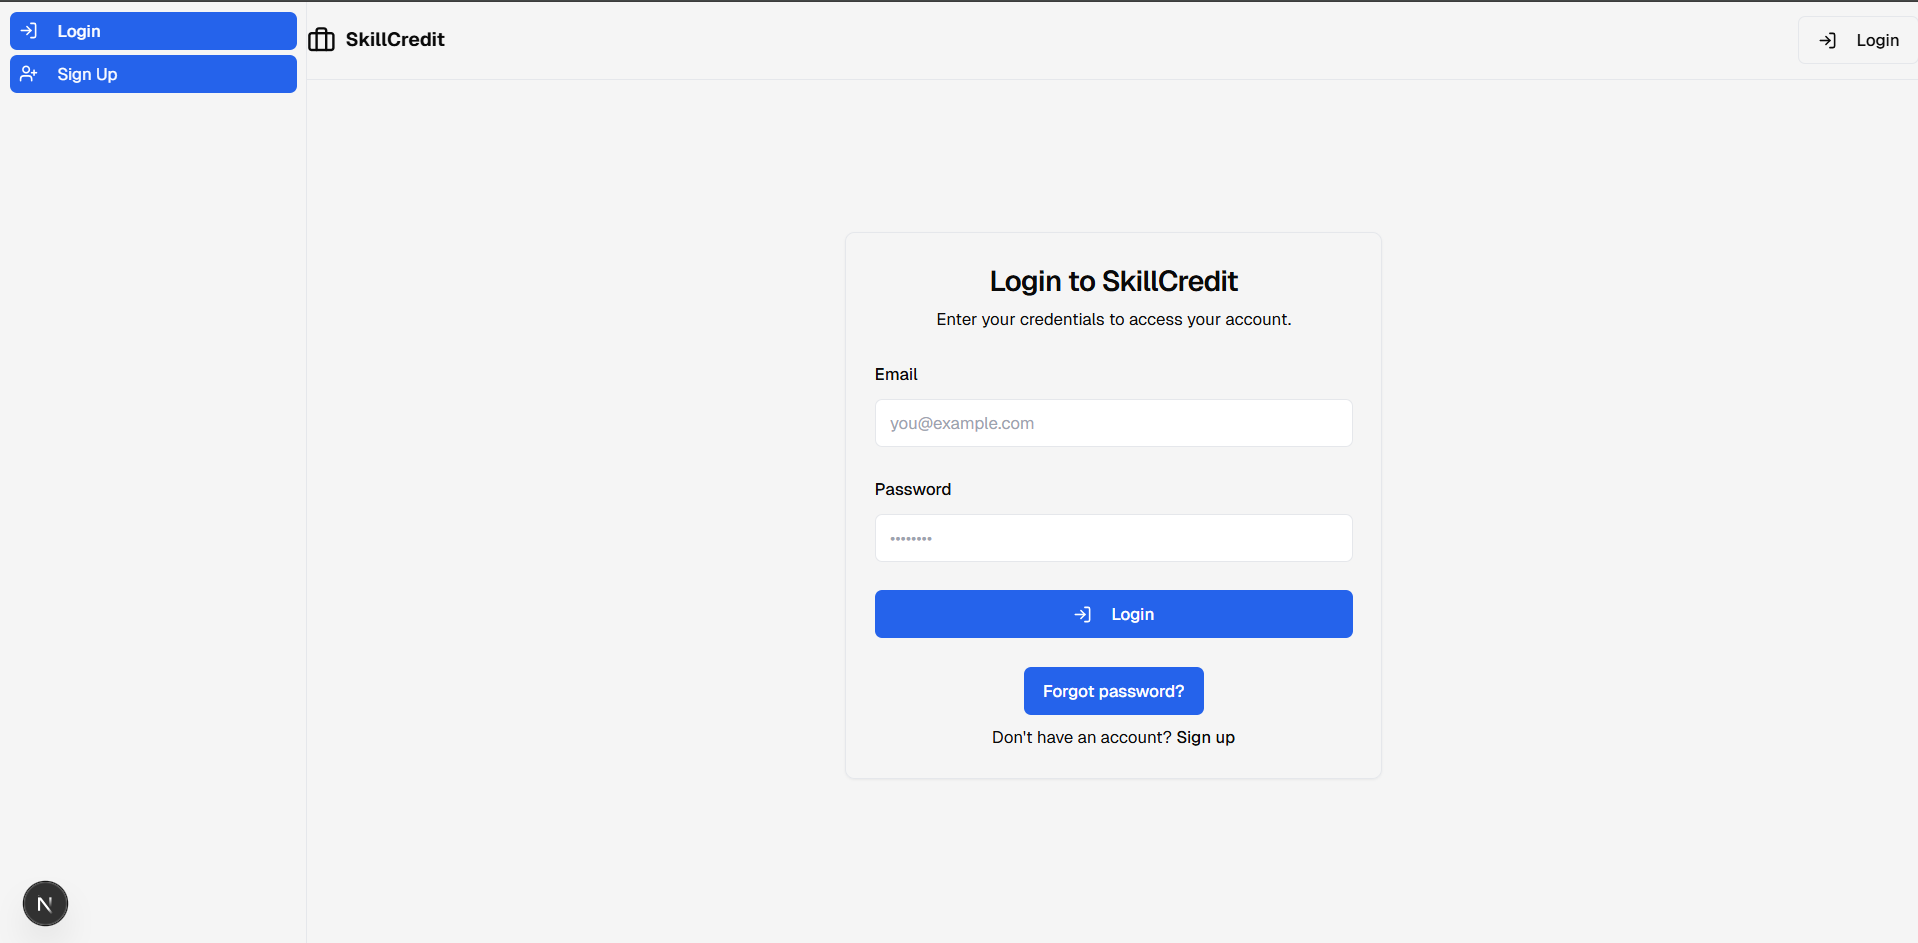 Login
Sign Up
SkillCredit
Login
Login to SkillCredit
Enter your credentials to access your account.
Email
you@example.com
Password
••••••••
Login
Forgot password?
Don't have an account? Sign up
N